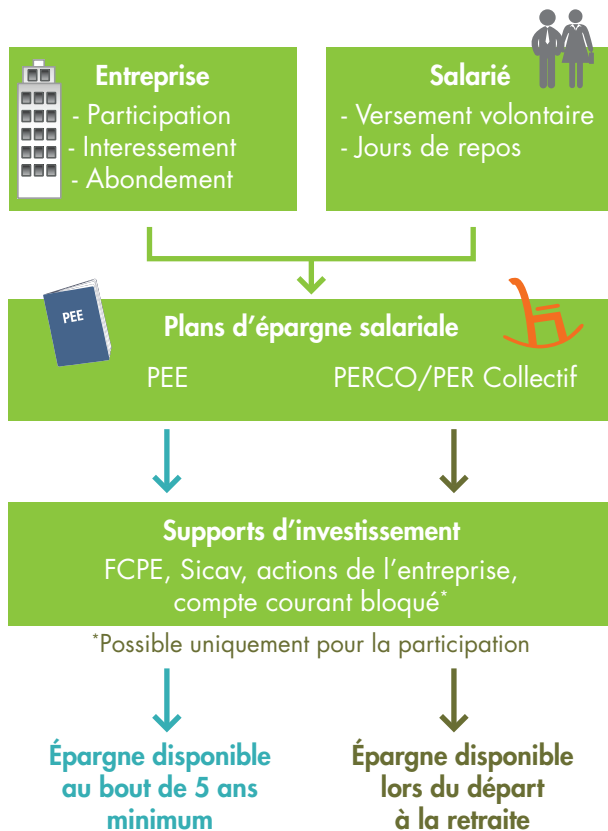 Entreprise
- Participation
- Interessement
- Abondement
Salarié
- Versement volontaire
- Jours de repos
PEE
Plans d'épargne salariale
PEE
PERCO/PER Collectif
Supports d'investissement
FCPE, Sicav, actions de l'entreprise,
compte courant bloqué*
*Possible uniquement pour la participation
Épargne disponible
au bout de 5 ans
minimum
Épargne disponible
lors du départ
à la retraite